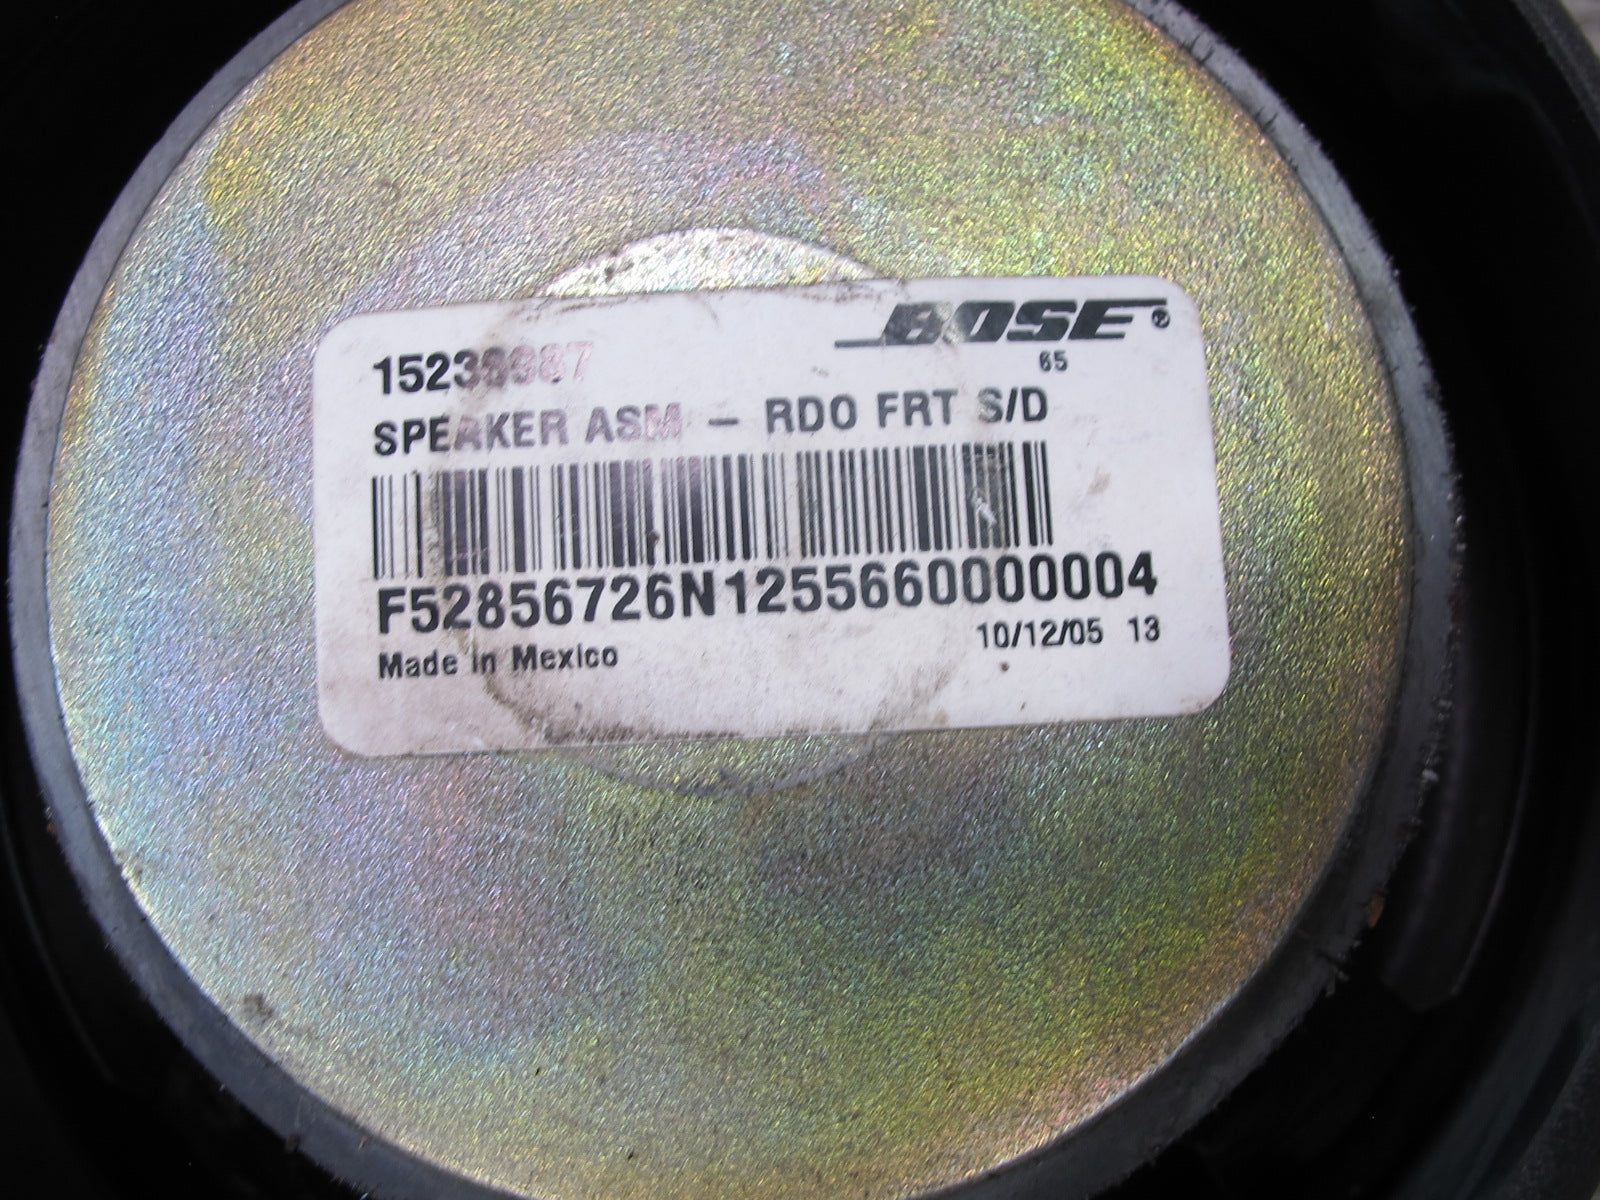 BOSE®
65
SPEAKER ASM – RDO FRT S/D
F52856726N1255660000004
Made in Mexico
10/12/05 13